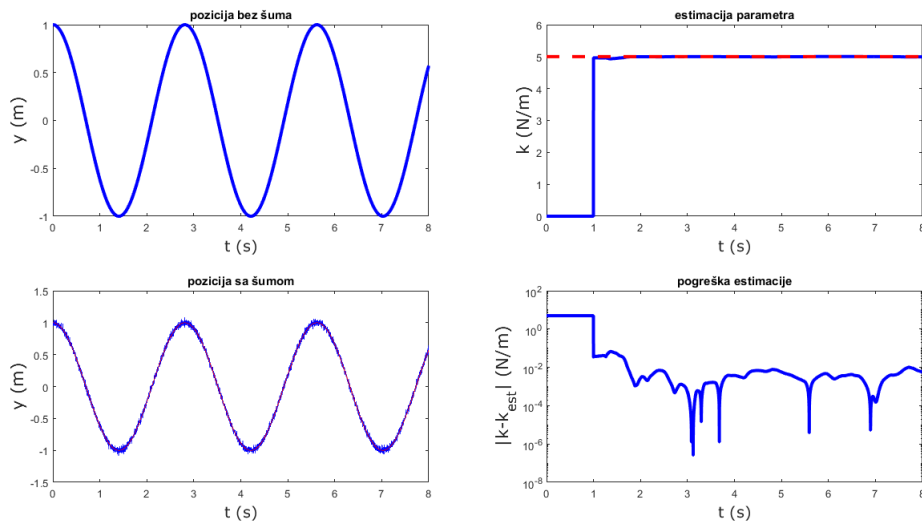 pozicija bez šuma
1
0.5
0
-0.5
-1
y (m)
0 1 2 3 4 5 6 7 8
t (s)
estimacija parametra
6
5
4
3
2
1
0
k (N/m)
0 1 2 3 4 5 6 7 8
t (s)
pozicija sa šumom
1.5
1
0.5
0
-0.5
-1
-1.5
y (m)
0 1 2 3 4 5 6 7 8
t (s)
pogreška estimacije
10^2
10^0
10^-2
10^-4
10^-6
10^-8
|k-k_est| (N/m)
0 1 2 3 4 5 6 7 8
t (s)